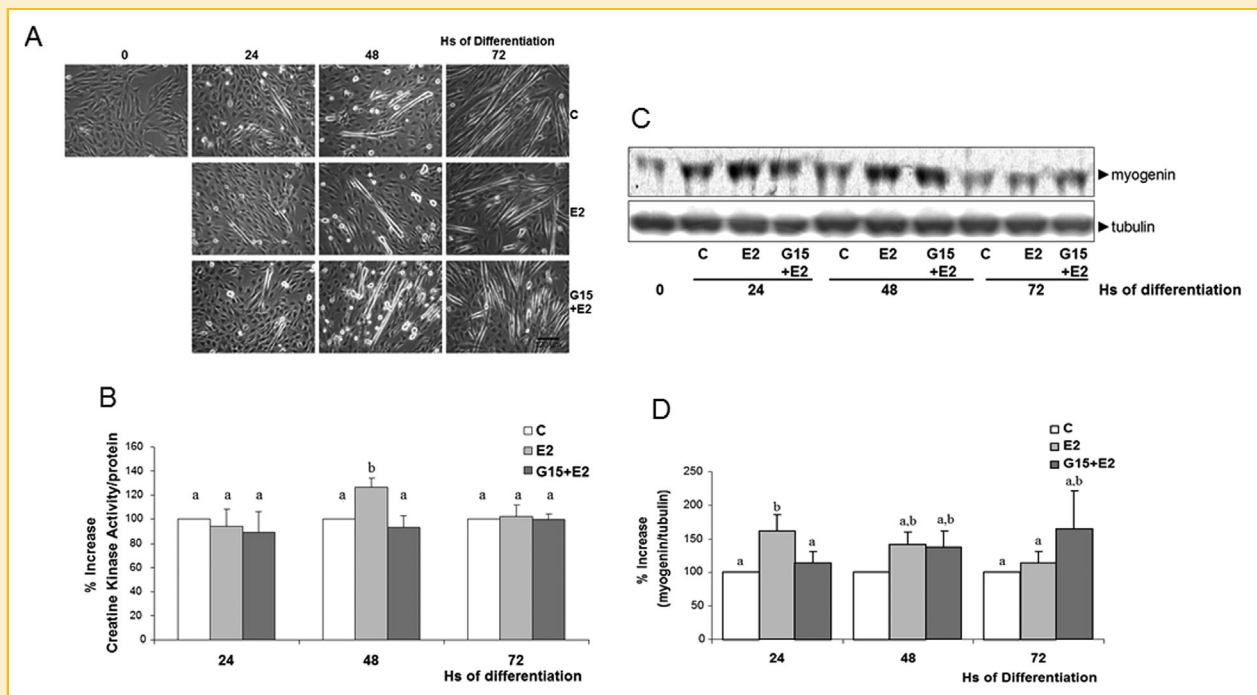 A
Hs of Differentiation
0 24 48 72
C
E2
G15
+E2
B
C
E2
G15+E2
% Increase
Creatine Kinase Activity/protein
160
140
120
100
80
60
40
20
0
a a a a b a a a a
24 48 72
Hs of Differentiation
C
myogenin
tubulin
C E2 G15 C E2 G15 C E2 G15
+E2 +E2 +E2
0 24 48 72 Hs of differentiation
D
C
E2
G15+E2
% Increase
(myogenin/tubulin)
250
200
150
100
50
0
a b a a a,b a,b a a a,b
24 48 72
Hs of Differentiation